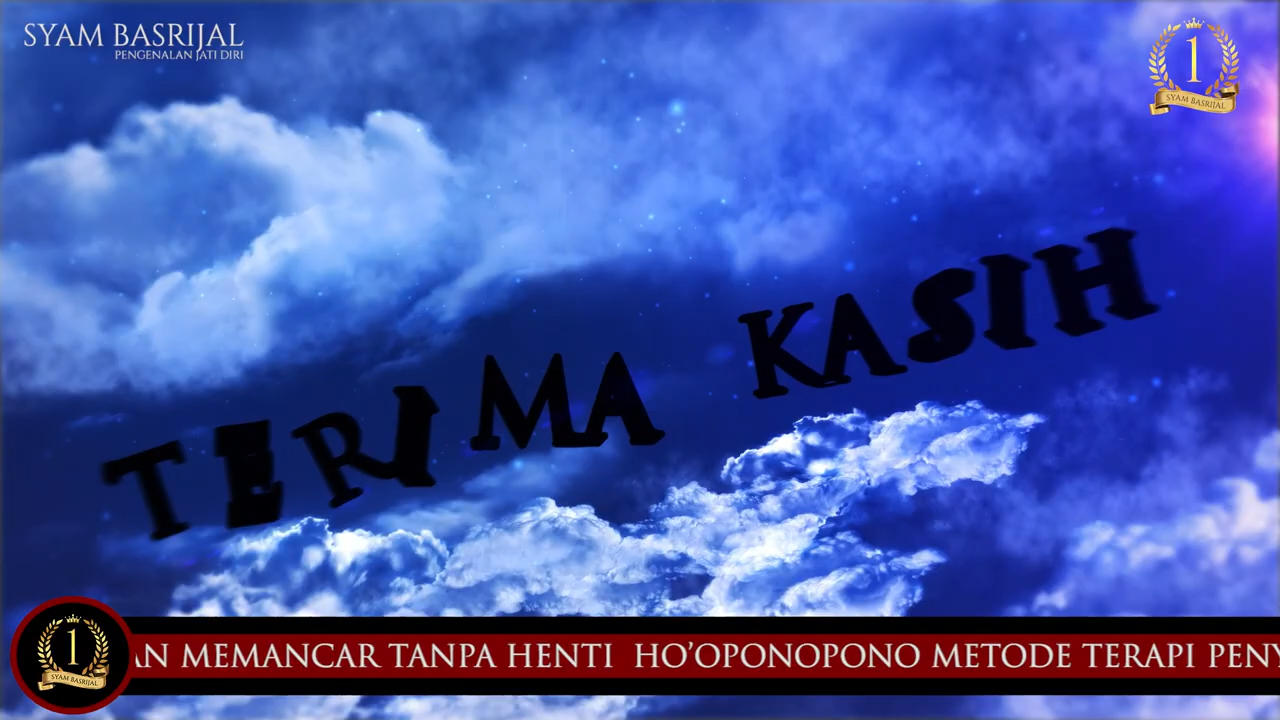 SYAM BASRIJAL
PENGENALAN JATI DIRI
1
SYAM BASRIJAL
TERIMA KASIH
1
SYAM BASRIJAL
MEMANCAR TANPA HENTI HO'OPONOPONO METODE TERAPI